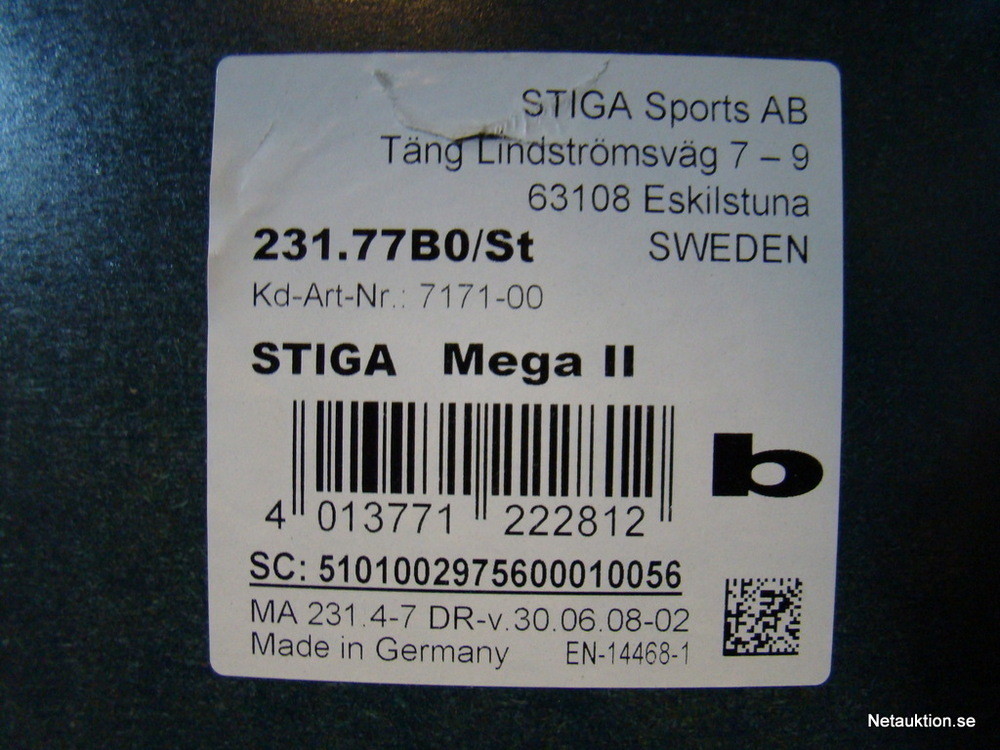 STIGA Sports AB
Täng Lindströmsväg 7 – 9
63108 Eskilstuna
SWEDEN
231.77B0/St
Kd-Art-Nr.: 7171-00
STIGA Mega II
b
4 013771 222812
SC: 5101002975600010056
MA 231.4-7 DR-v.30.06.08-02
Made in Germany EN-14468-1
Netauktion.se